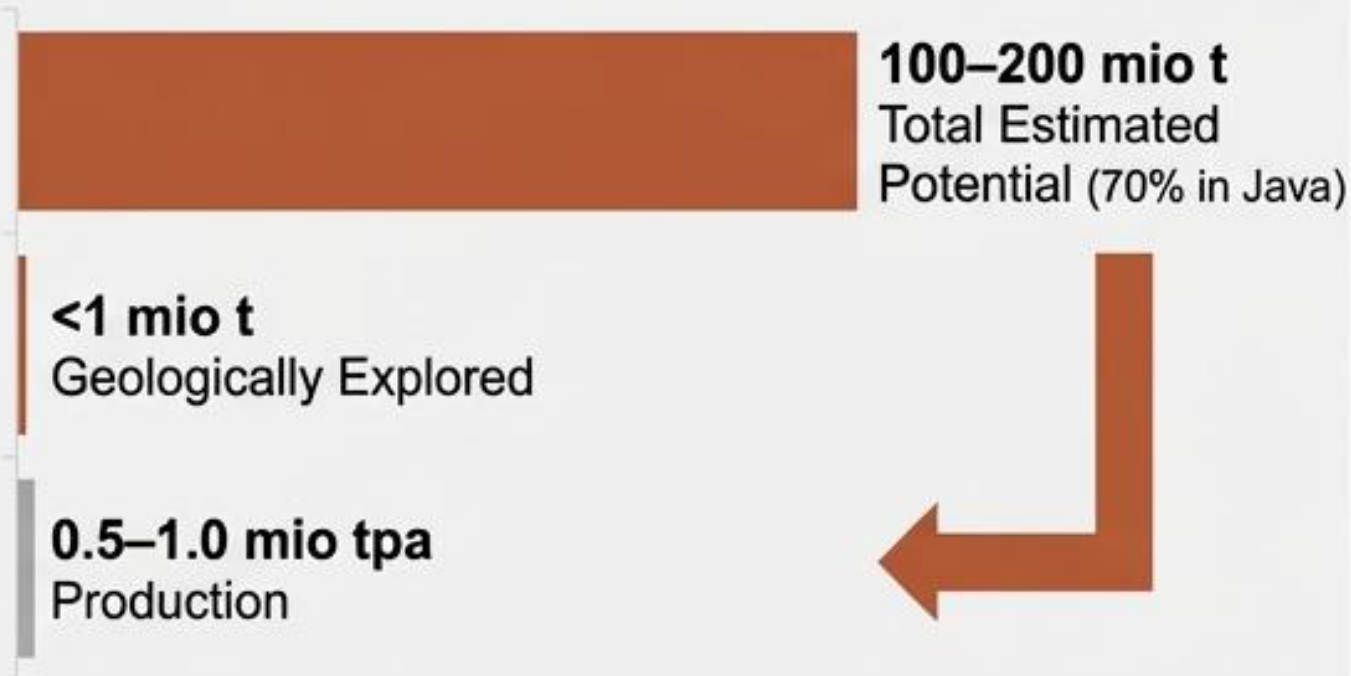 100–200 mio t
Total Estimated
Potential (70% in Java)
<1 mio t
Geologically Explored
0.5–1.0 mio tpa
Production